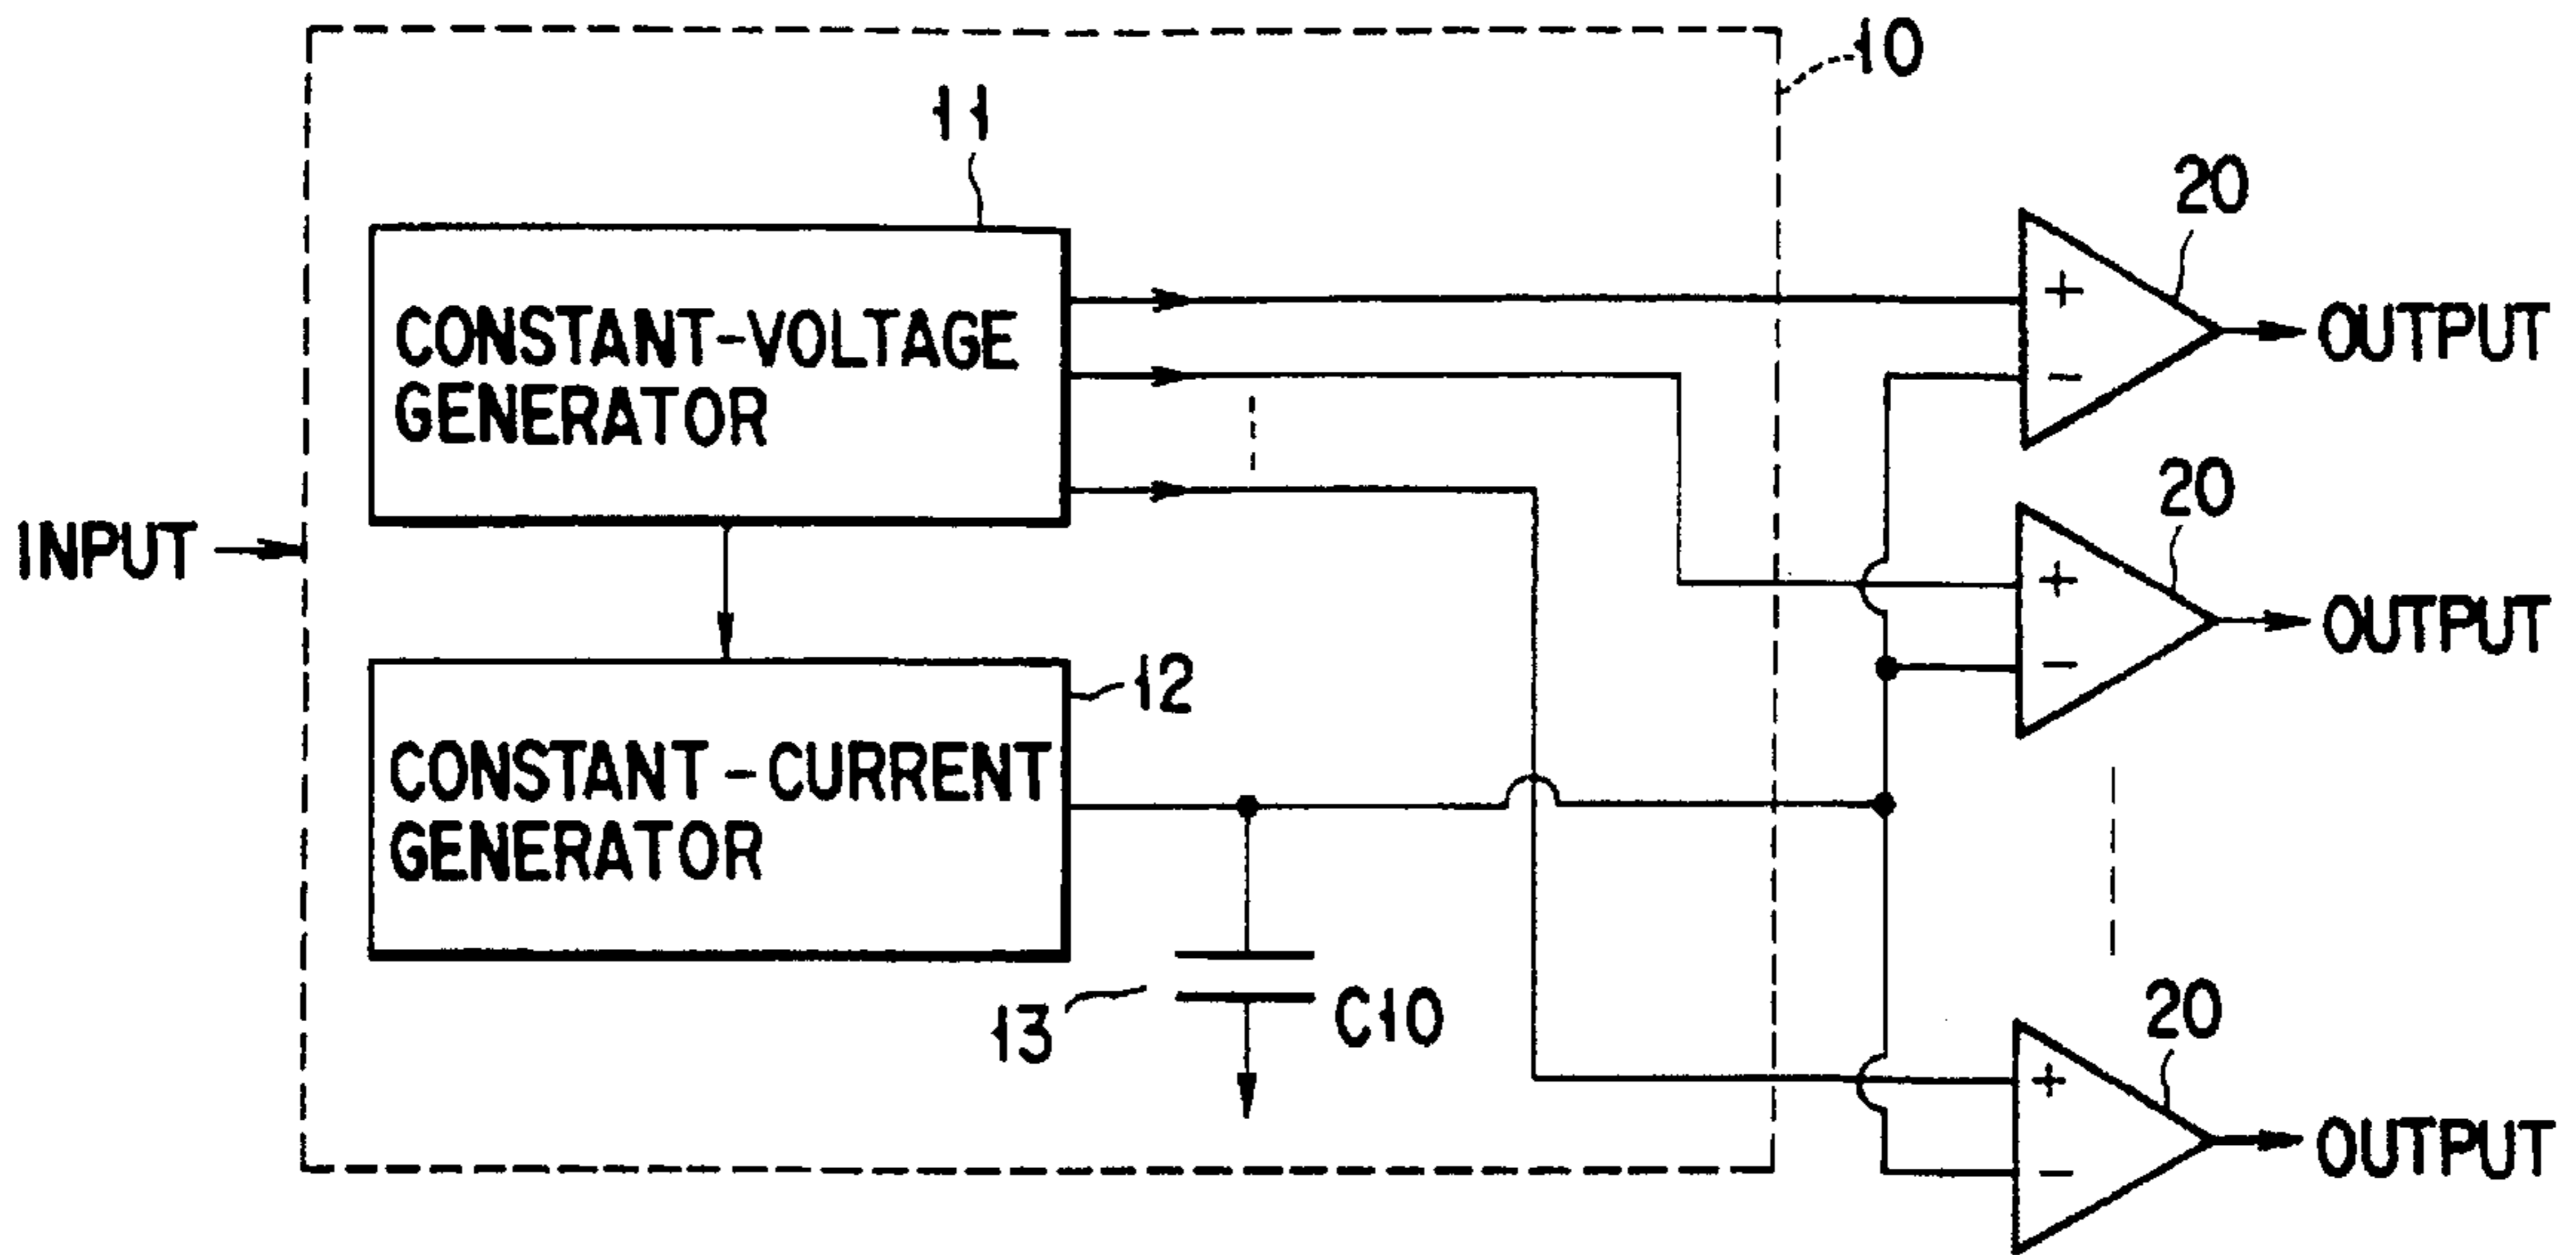 10
11
20
CONSTANT-VOLTAGE
GENERATOR
+
-
OUTPUT
20
INPUT
+
-
OUTPUT
12
CONSTANT-CURRENT
GENERATOR
13
C10
20
+
-
OUTPUT